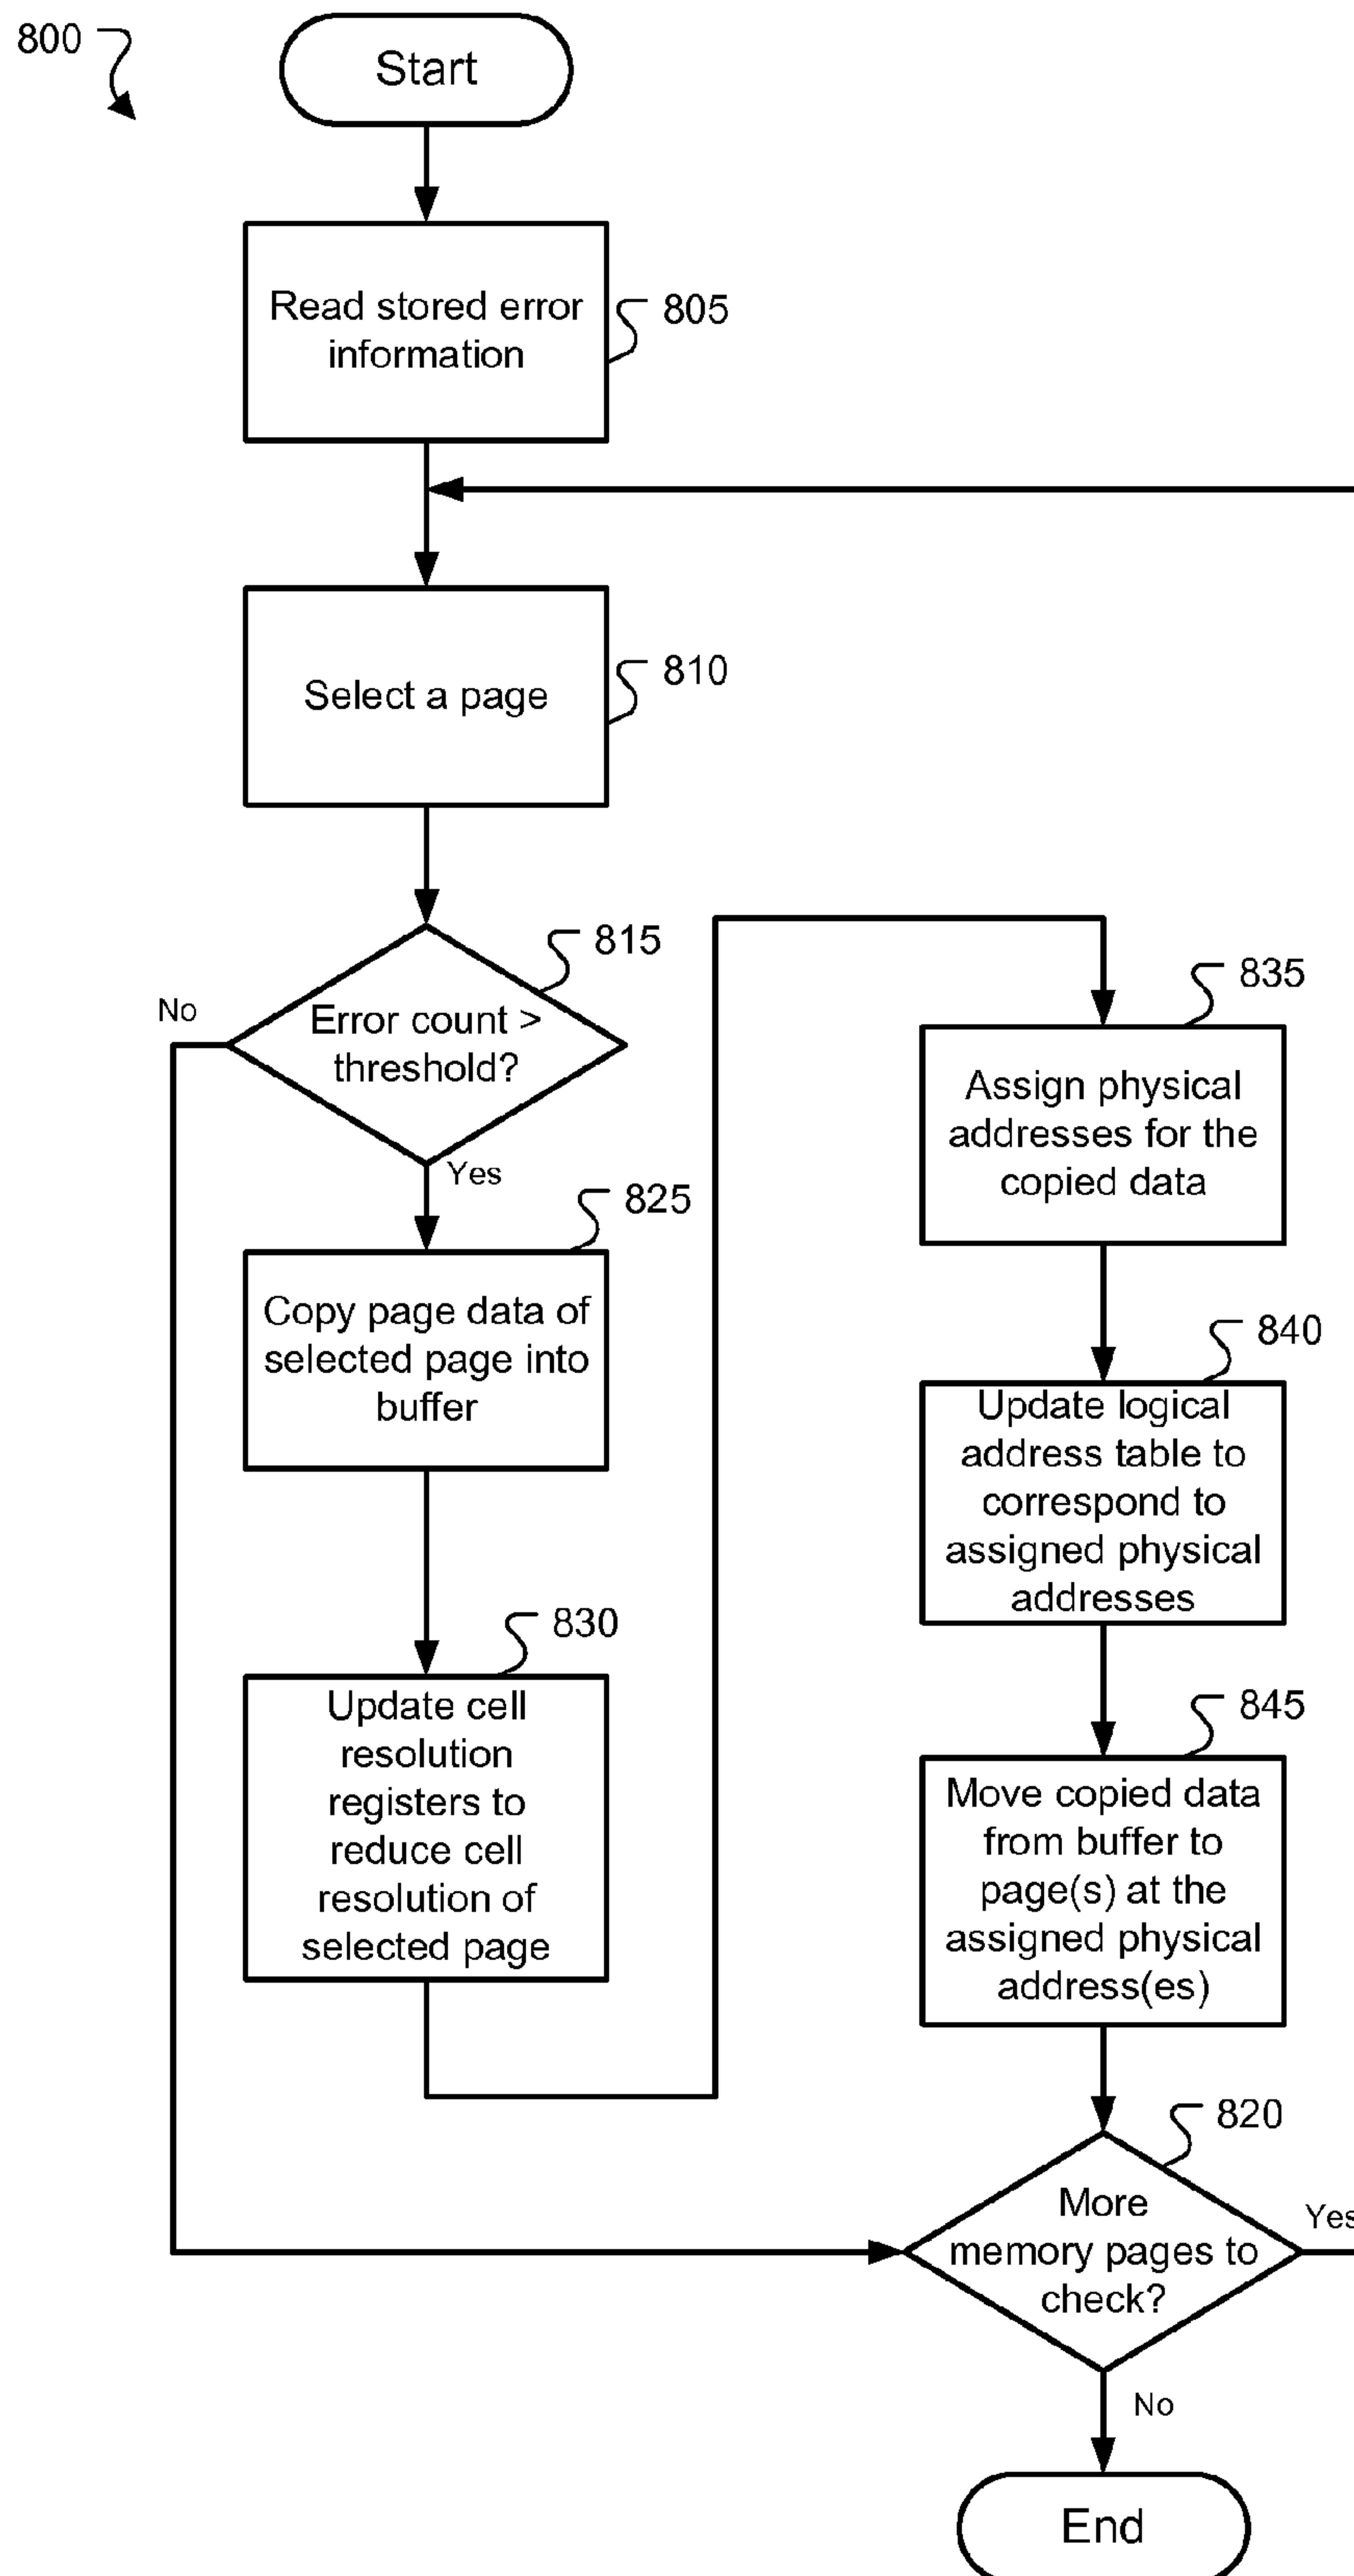 800
Start
Read stored error
information
805
Select a page
810
815
No
Error count >
threshold?
Yes
825
Copy page data of
selected page into
buffer
830
Update cell
resolution
registers to
reduce cell
resolution of
selected page
835
Assign physical
addresses for the
copied data
840
Update logical
address table to
correspond to
assigned physical
addresses
845
Move copied data
from buffer to
page(s) at the
assigned physical
address(es)
820
More
memory pages to
check?
Yes
No
End